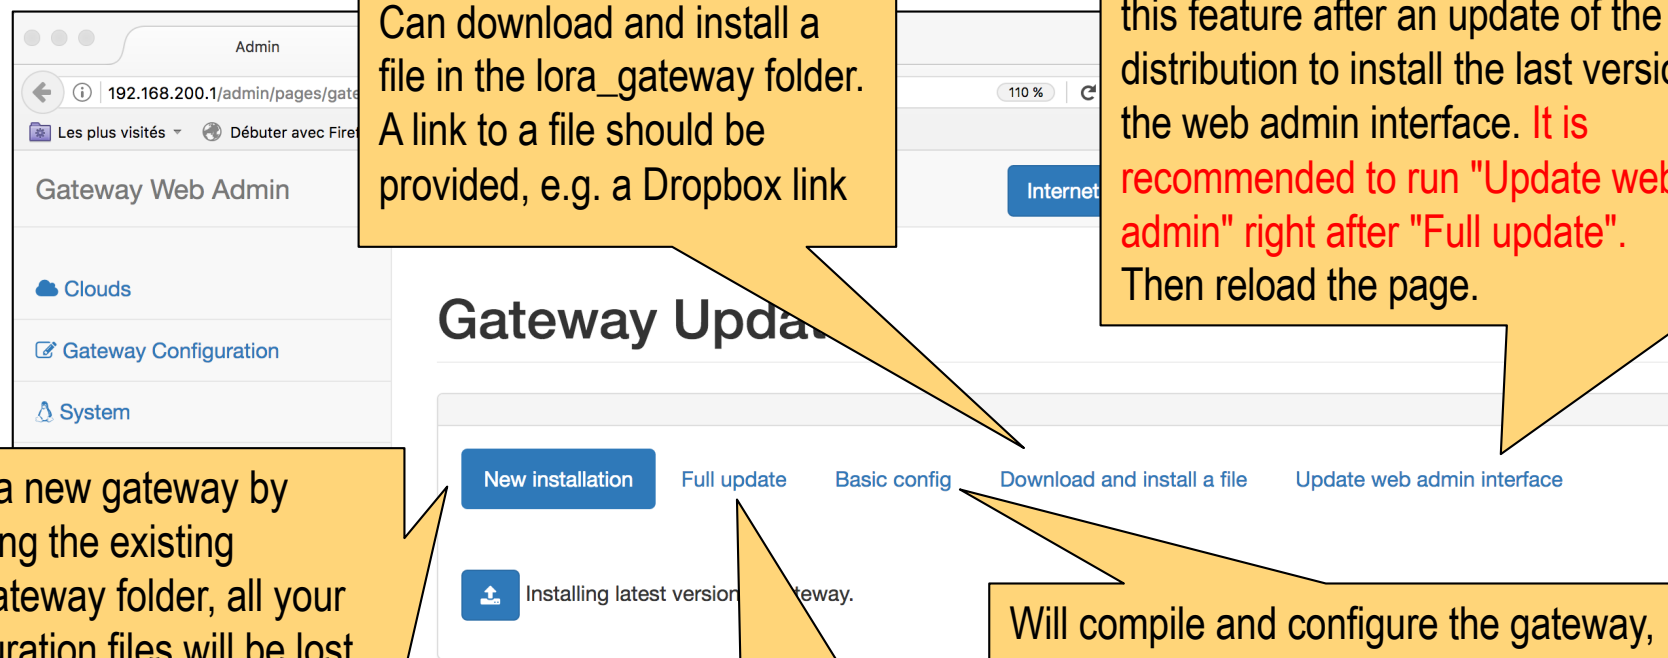 Can download and install a
file in the lora_gateway folder.
A link to a file should be
provided, e.g. a Dropbox link
this feature after an update of the
distribution to install the last
the web admin interface. It is
recommended to run "Update web
admin" right after "Full update".
Then reload the page.
Admin
192.168.200.1/admin/pages/gate
110 %
Les plus visités
Débuter avec Firef
Gateway Web Admin
Internet
Clouds
Gateway Configuration
System
Gateway Upda
New installation
Full update
Basic config
Download and install a file
Update web admin interface
a new gateway by
ng the existing
ateway folder, all your
uration files will be lost
Installing latest version
teway.
Will compile and configure the gateway,